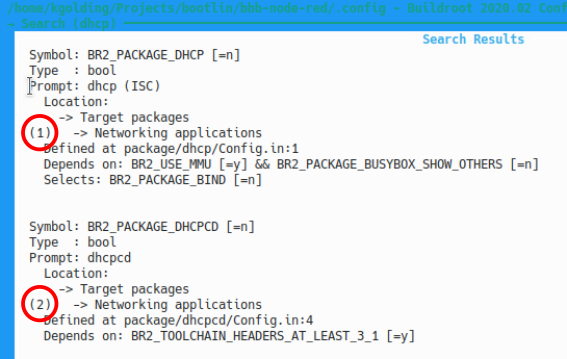 /home/kgolding/Projects/bootlin/bbb-node-red/.config - Buildroot 2020.02 Conf
→ Search (dhcp)
Search Results
Symbol: BR2_PACKAGE_DHCP [=n]
Type  : bool
Prompt: dhcp (ISC)
  Location:
    -> Target packages
(1)   -> Networking applications
  Defined at package/dhcp/Config.in:1
  Depends on: BR2_USE_MMU [=y] && BR2_PACKAGE_BUSYBOX_SHOW_OTHERS [=n]
  Selects: BR2_PACKAGE_BIND [=n]
Symbol: BR2_PACKAGE_DHCPCD [=n]
Type  : bool
Prompt: dhcpcd
  Location:
    -> Target packages
(2)   -> Networking applications
  Defined at package/dhcpcd/Config.in:4
  Depends on: BR2_TOOLCHAIN_HEADERS_AT_LEAST_3_1 [=y]